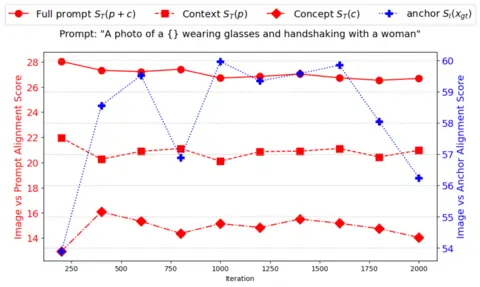 Full prompt S_T(p + c) Context S_T(p) Concept S_T(c) anchor S_I(x_gt)
Prompt: "A photo of a {} wearing glasses and handshaking with a woman"
Image vs Prompt Alignment Score
28
26
24
22
20
18
16
14
60
59
58
57
56
55
54
Image vs Anchor Alignment Score
250 500 750 1000 1250 1500 1750 2000
Iteration